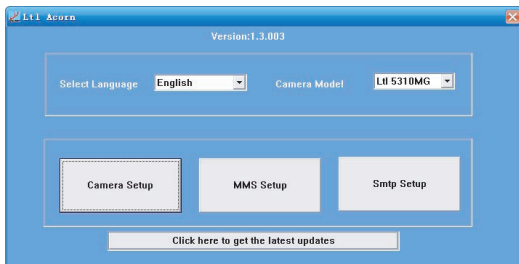 Ltl Acorn
Version:1.3.003
Select Language English Camera Model Ltl 5310MG
Camera Setup MMS Setup Smtp Setup
Click here to get the latest updates